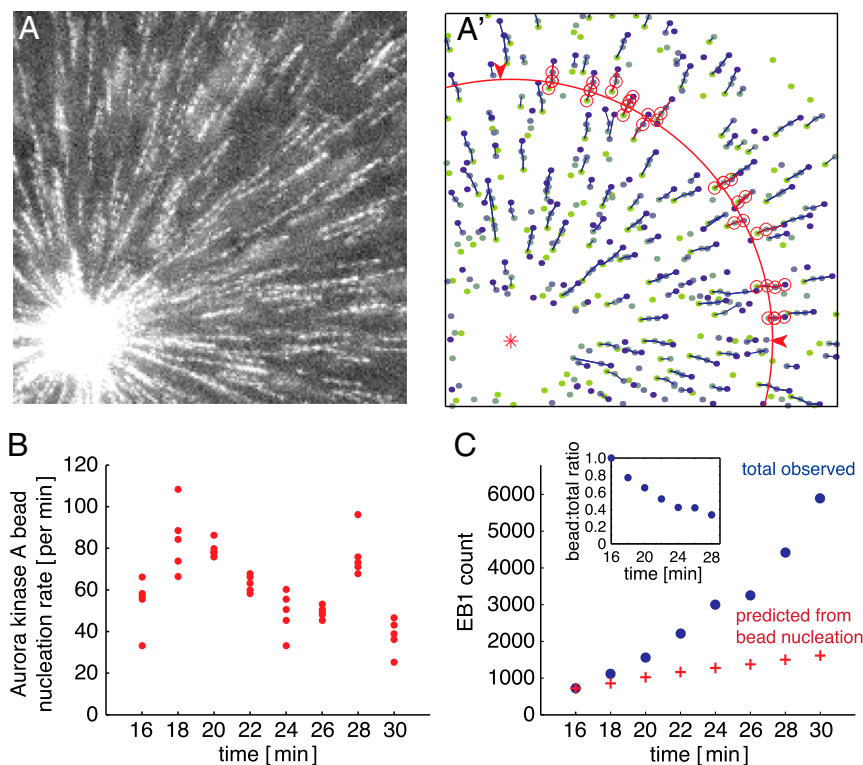 A
A'
B
Aurora kinase A bead
nucleation rate [per min]
120
100
80
60
40
20
0
16 18 20 22 24 26 28 30
time [min]
C
EB1 count
6000
5000
4000
3000
2000
1000
0
16 18 20 22 24 26 28 30
time [min]
total observed
predicted from
bead nucleation
bead:total ratio
1.0
0.8
0.6
0.4
0.2
0
16 20 24 28
time [min]